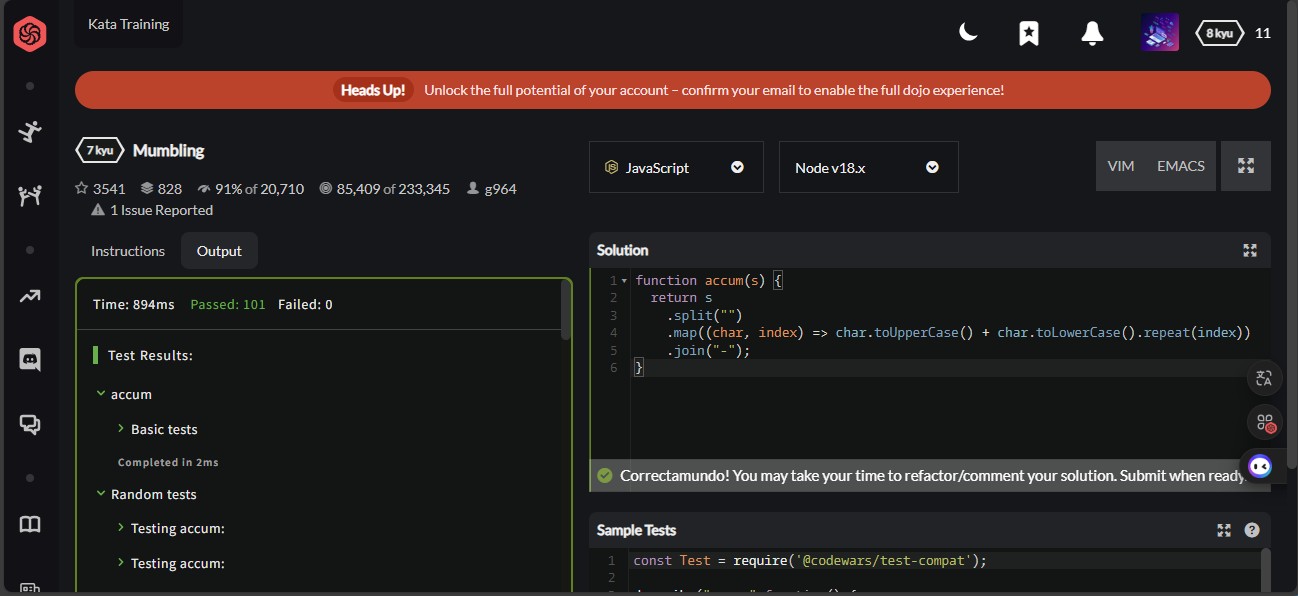 Kata Training
8 kyu
11
Heads Up! Unlock the full potential of your account – confirm your email to enable the full dojo experience!
7 kyu Mumbling
3541 828 91% of 20,710 85,409 of 233,345 g964
1 Issue Reported
JavaScript
Node v18.x
VIM EMACS
Instructions Output
Time: 894ms Passed: 101 Failed: 0
Test Results:
accum
Basic tests
Completed in 2ms
Random tests
Testing accum:
Testing accum:
Solution
1 function accum(s) {
2 return s
3 .split("")
4 .map((char, index) => char.toUpperCase() + char.toLowerCase().repeat(index))
5 .join("-");
6 }
Correctamundo! You may take your time to refactor/comment your solution. Submit when ready.
Sample Tests
1 const Test = require('@codewars/test-compat');
2